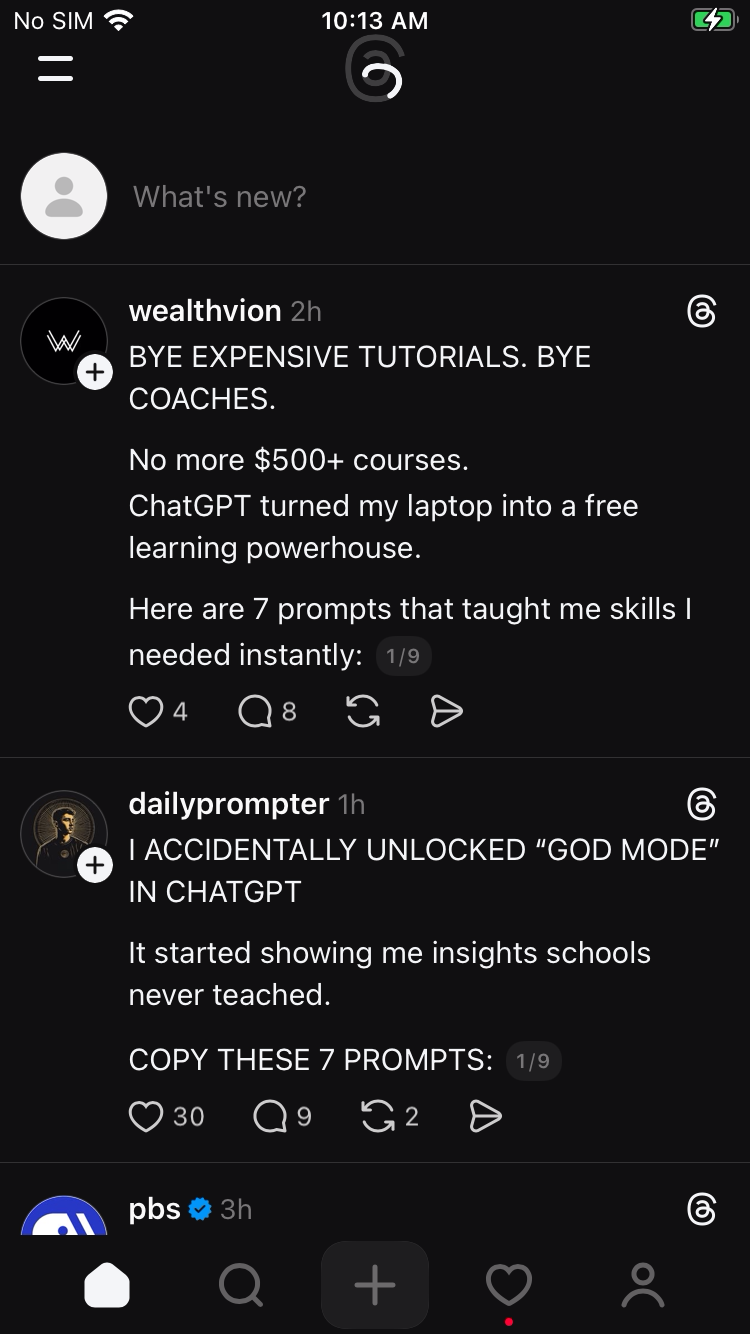 No SIM 10:13 AM
What's new?
wealthvion 2h
BYE EXPENSIVE TUTORIALS. BYE
COACHES.
No more $500+ courses.
ChatGPT turned my laptop into a free
learning powerhouse.
Here are 7 prompts that taught me skills I
needed instantly: 1/9
4 8
dailyprompter 1h
I ACCIDENTALLY UNLOCKED “GOD MODE”
IN CHATGPT
It started showing me insights schools
never teached.
COPY THESE 7 PROMPTS: 1/9
30 9 2
pbs 3h